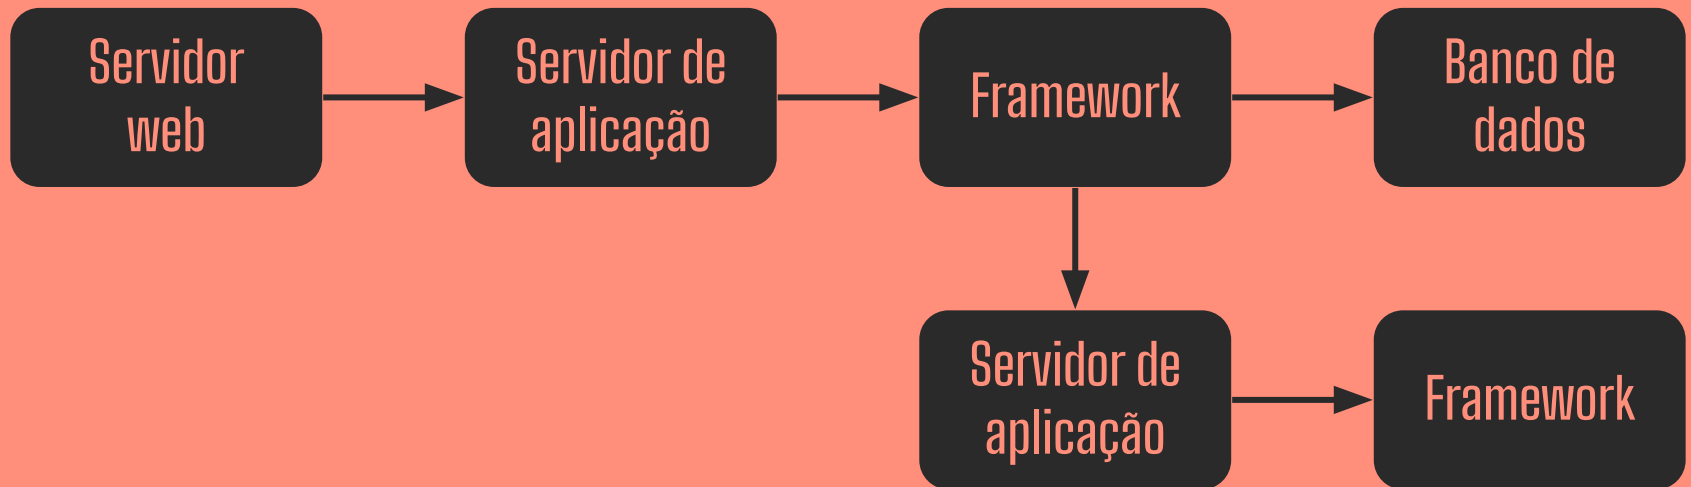 Servidor
web
Servidor de
aplicação
Framework
Banco de
dados
Servidor de
aplicação
Framework